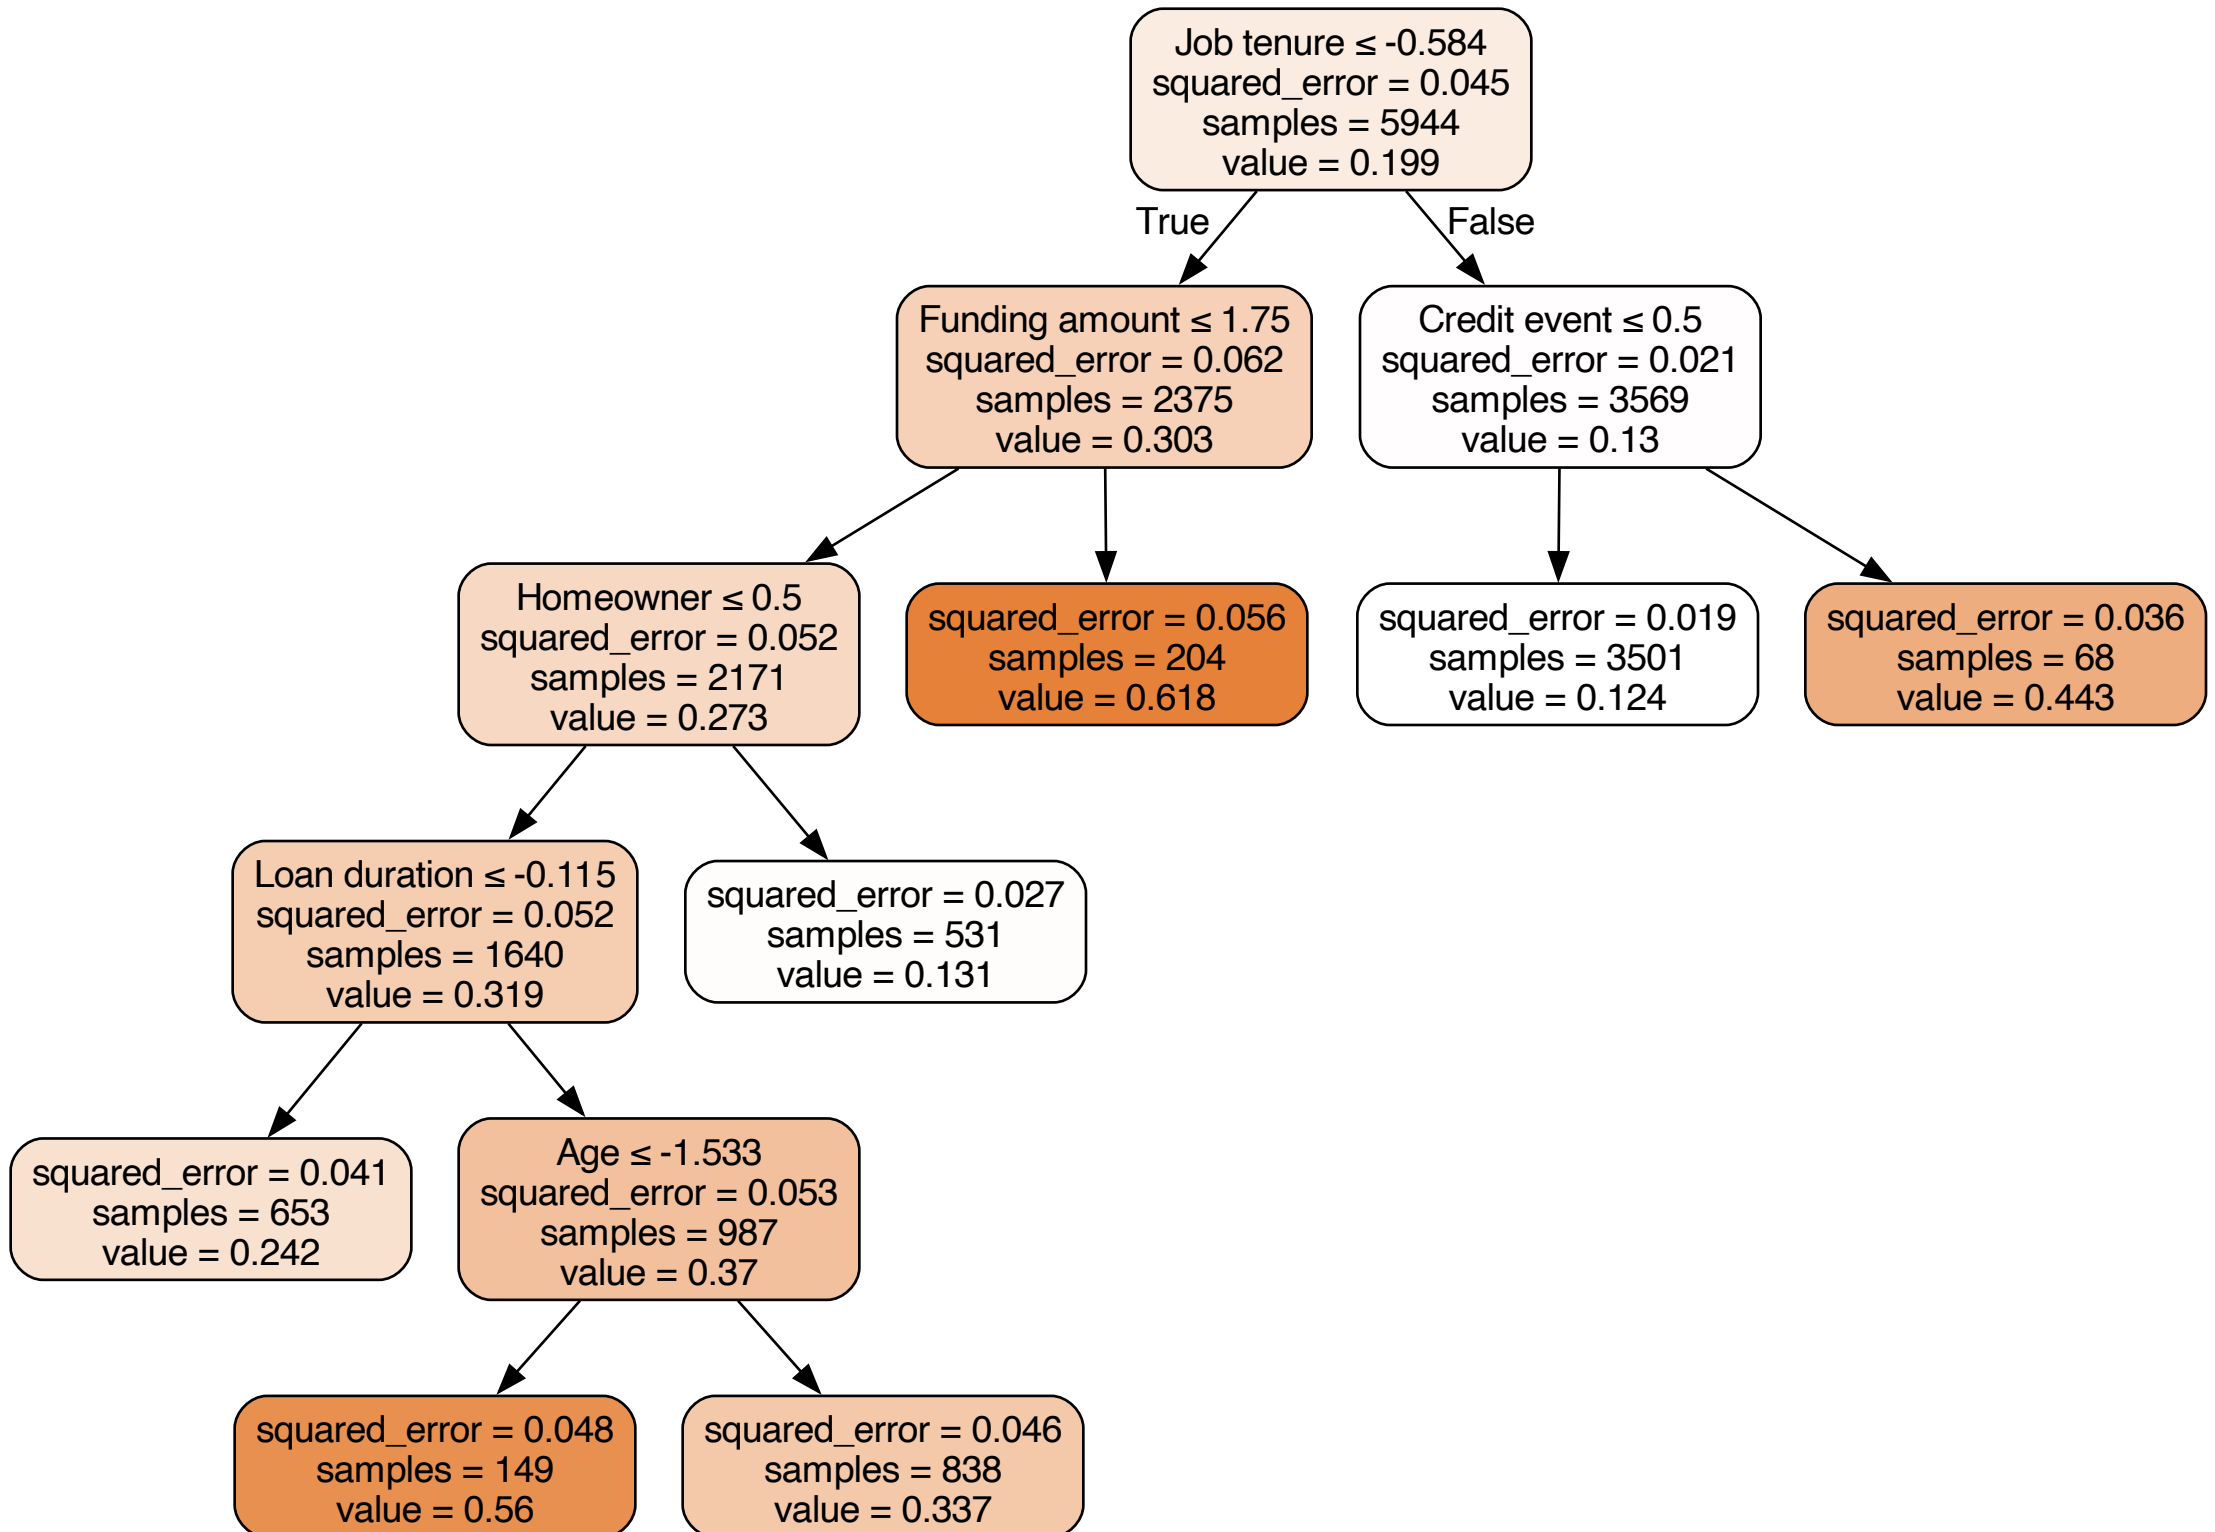 Job tenure ≤ -0.584
squared_error = 0.045
samples = 5944
value = 0.199
True
False
Funding amount ≤ 1.75
squared_error = 0.062
samples = 2375
value = 0.303
Credit event ≤ 0.5
squared_error = 0.021
samples = 3569
value = 0.13
Homeowner ≤ 0.5
squared_error = 0.052
samples = 2171
value = 0.273
squared_error = 0.056
samples = 204
value = 0.618
squared_error = 0.019
samples = 3501
value = 0.124
squared_error = 0.036
samples = 68
value = 0.443
Loan duration ≤ -0.115
squared_error = 0.052
samples = 1640
value = 0.319
squared_error = 0.027
samples = 531
value = 0.131
squared_error = 0.041
samples = 653
value = 0.242
Age ≤ -1.533
squared_error = 0.053
samples = 987
value = 0.37
squared_error = 0.048
samples = 149
value = 0.56
squared_error = 0.046
samples = 838
value = 0.337